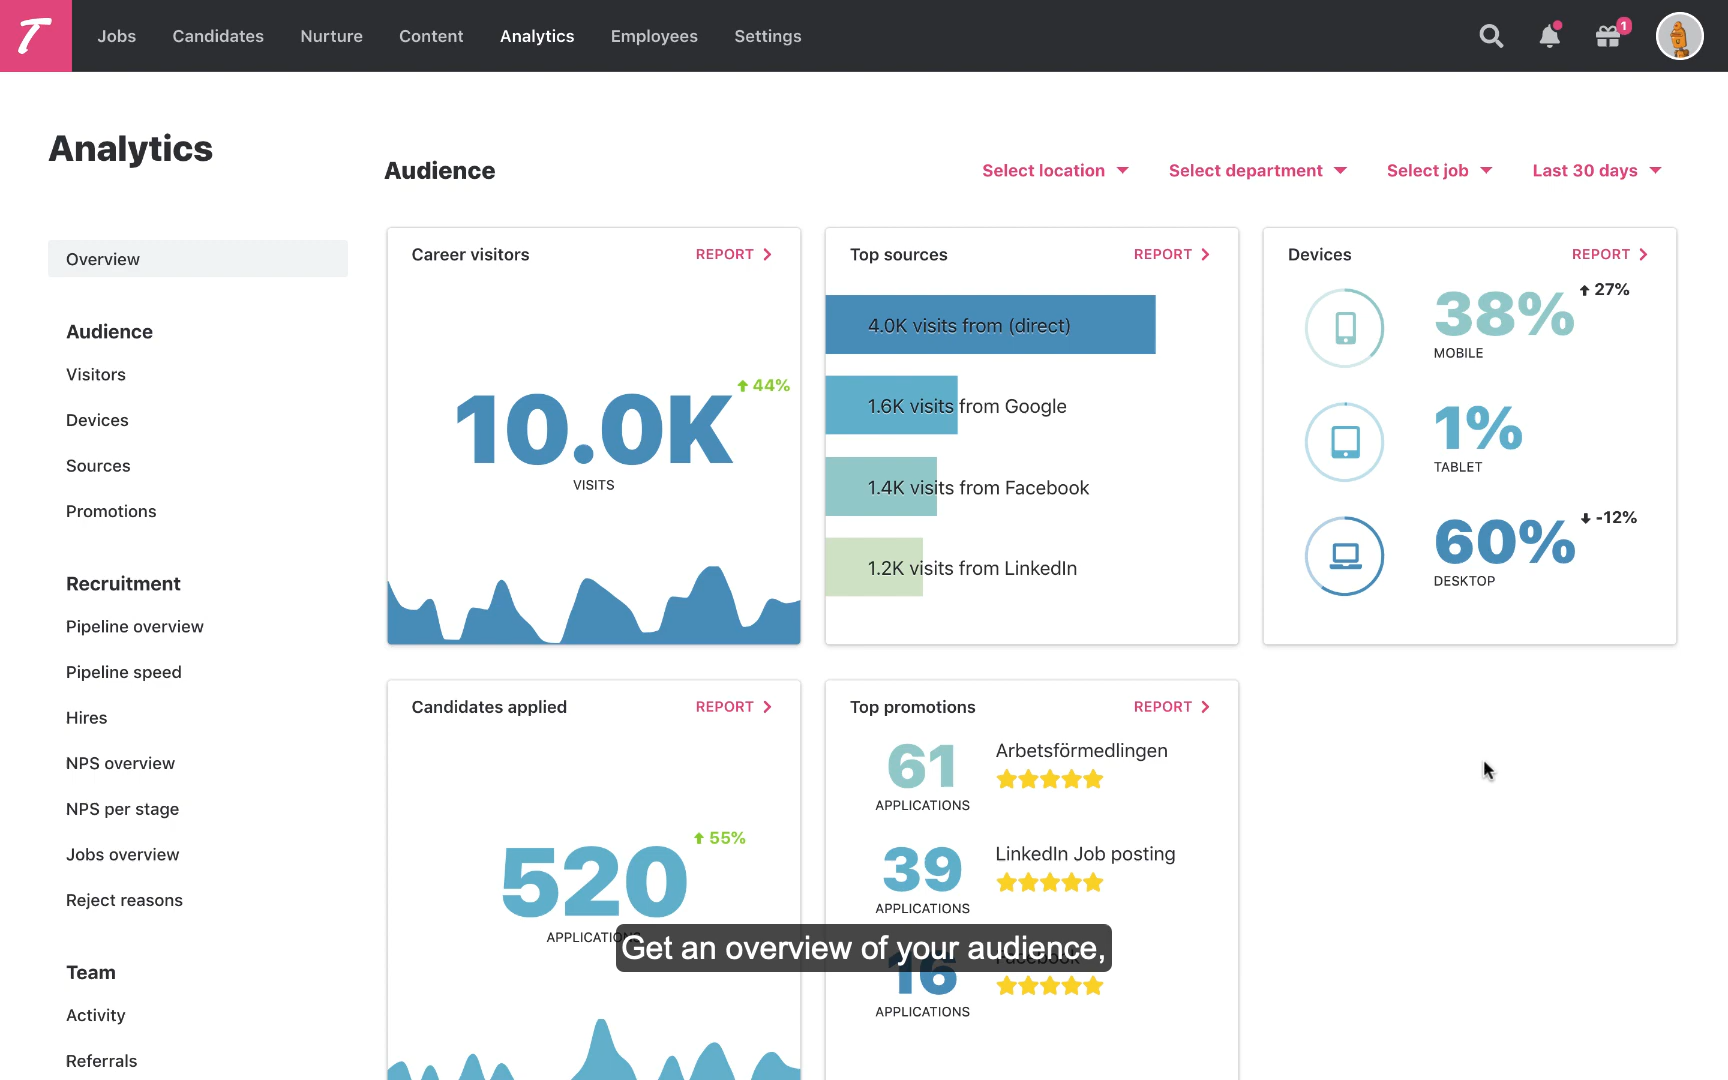 T
Jobs
Candidates
Nurture
Content
Analytics
Employees
Settings
1
Analytics
Overview
Audience
Visitors
Devices
Sources
Promotions
Recruitment
Pipeline overview
Pipeline speed
Hires
NPS overview
NPS per stage
Jobs overview
Reject reasons
Team
Activity
Referrals
Audience
Select location
Select department
Select job
Last 30 days
Career visitors
REPORT
44%
10.0K
VISITS
Top sources
REPORT
4.0K visits from (direct)
1.6K visits from Google
1.4K visits from Facebook
1.2K visits from LinkedIn
Devices
REPORT
38%
27%
MOBILE
1%
TABLET
60%
-12%
DESKTOP
Candidates applied
REPORT
55%
520
APPLICATIONS
Top promotions
REPORT
61
APPLICATIONS
Arbetsförmedlingen
39
APPLICATIONS
LinkedIn Job posting
16
APPLICATIONS
Facebook
Get an overview of your audience,